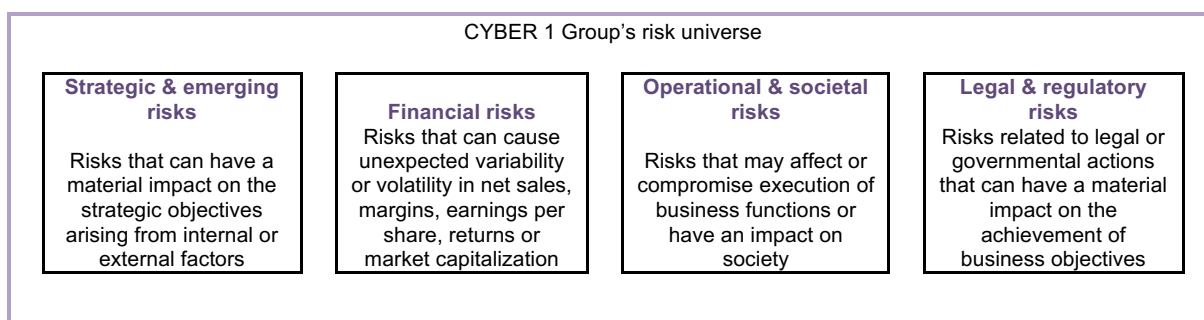 CYBER 1 Group’s risk universe
Strategic & emerging
risks
Risks that can have a
material impact on the
strategic objectives
arising from internal or
external factors
Financial risks
Risks that can cause
unexpected variability
or volatility in net sales,
margins, earnings per
share, returns or
market capitalization
Operational & societal
risks
Risks that may affect or
compromise execution of
business functions or
have an impact on
society
Legal & regulatory
risks
Risks related to legal or
governmental actions
that can have a material
impact on the
achievement of
business objectives